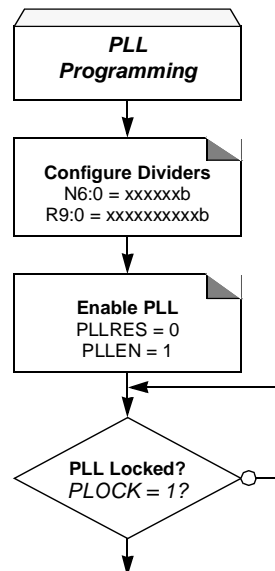 PLL
Programming
Configure Dividers
N6:0 = xxxxxxb
R9:0 = xxxxxxxxxxb
Enable PLL
PLLRES = 0
PLLEN = 1
PLL Locked?
PLOCK = 1?